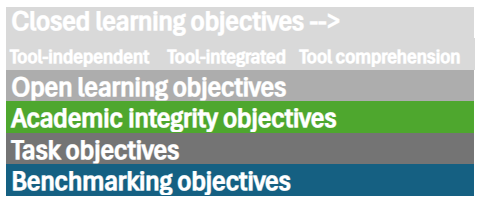 Closed learning objectives -->
Tool-independent Tool-integrated Tool comprehension
Open learning objectives
Academic integrity objectives
Task objectives
Benchmarking objectives